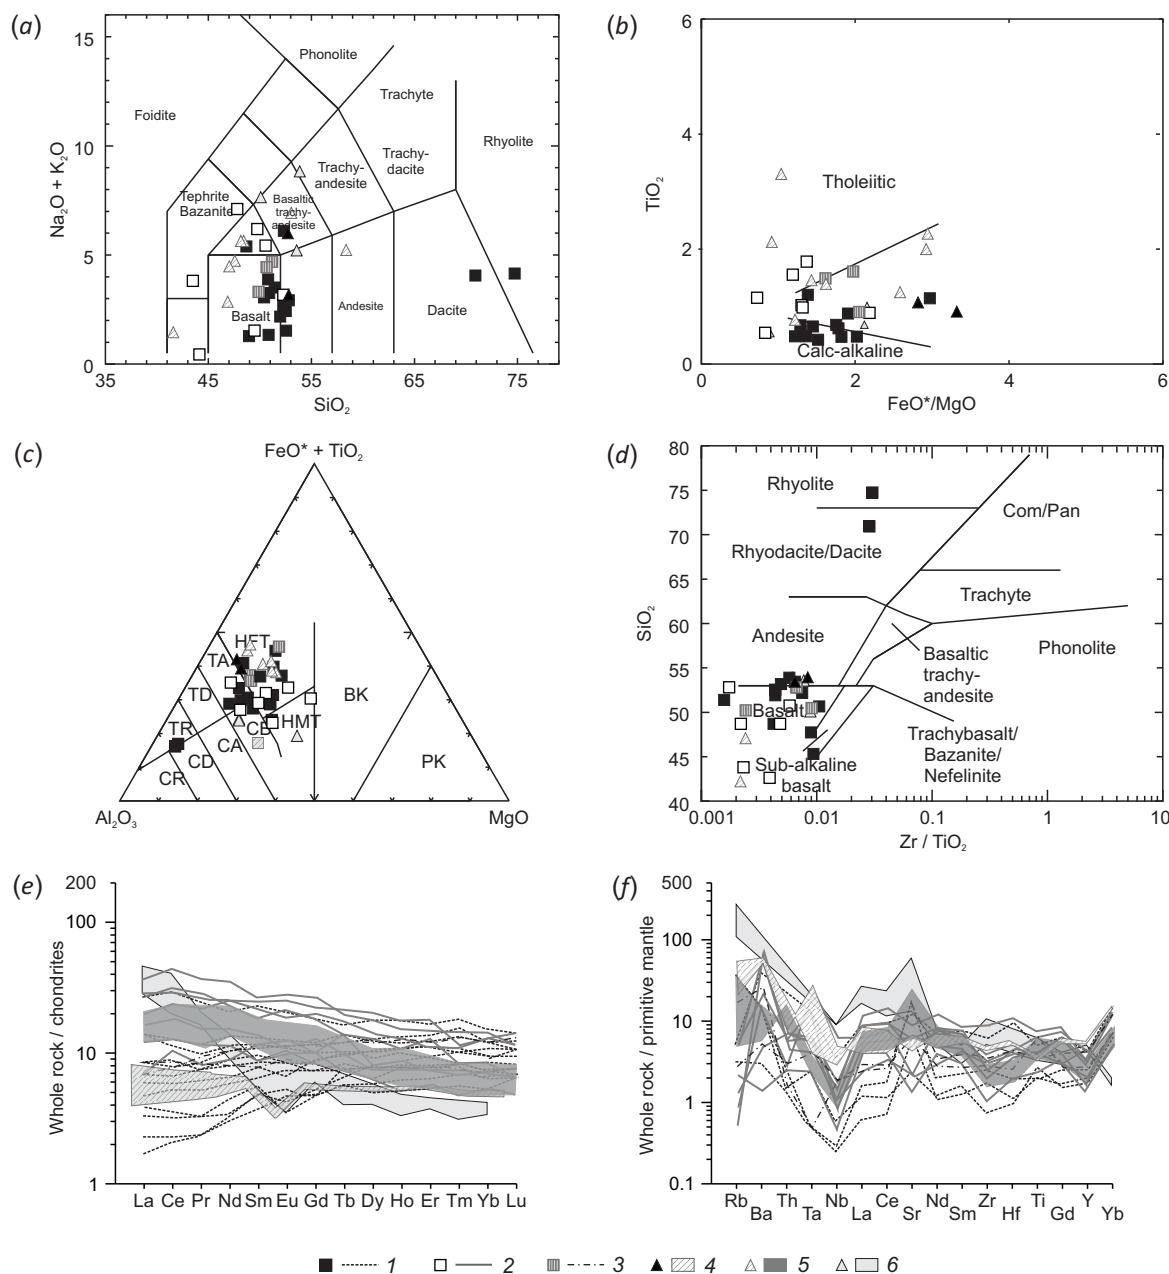 (a)
15
10
5
0
Na₂O + K₂O
Phonolite
Foidite
Trachyte
Rhyolite
Trachy-
dacite
Trachy-
andesite
Tephrite
Bazanite
Basaltic
trachy-
andesite
Basalt
Andesite
Dacite
35 45 55 65 75
SiO₂
(b)
6
4
2
0
TiO₂
Tholeiitic
Calc-alkaline
0 2 4 6
FeO*/MgO
(c)
FeO* + TiO₂
HFT
TA
TD
TR
CB
CA
CD
CR
HMT
BK
PK
Al₂O₃
MgO
(d)
80
75
70
65
60
55
50
45
40
SiO₂
Rhyolite
Com/Pan
Rhyodacite/Dacite
Trachyte
Andesite
Phonolite
Basaltic
trachy-
andesite
Basalt
Trachybasalt/
Bazanite/
Nefelinite
Sub-alkaline
basalt
0.001 0.01 0.1 1 10
Zr / TiO₂
(e)
200
100
10
1
Whole rock / chondrites
La Ce Pr Nd Sm Eu Gd Tb Dy Ho Er Tm Yb Lu
(f)
500
100
10
1
0.1
Whole rock / primitive mantle
Rb Ba Th Ta Nb La Ce Sr Nd Sm Zr Hf Ti Gd Y Yb
1 2 3 4 5 6